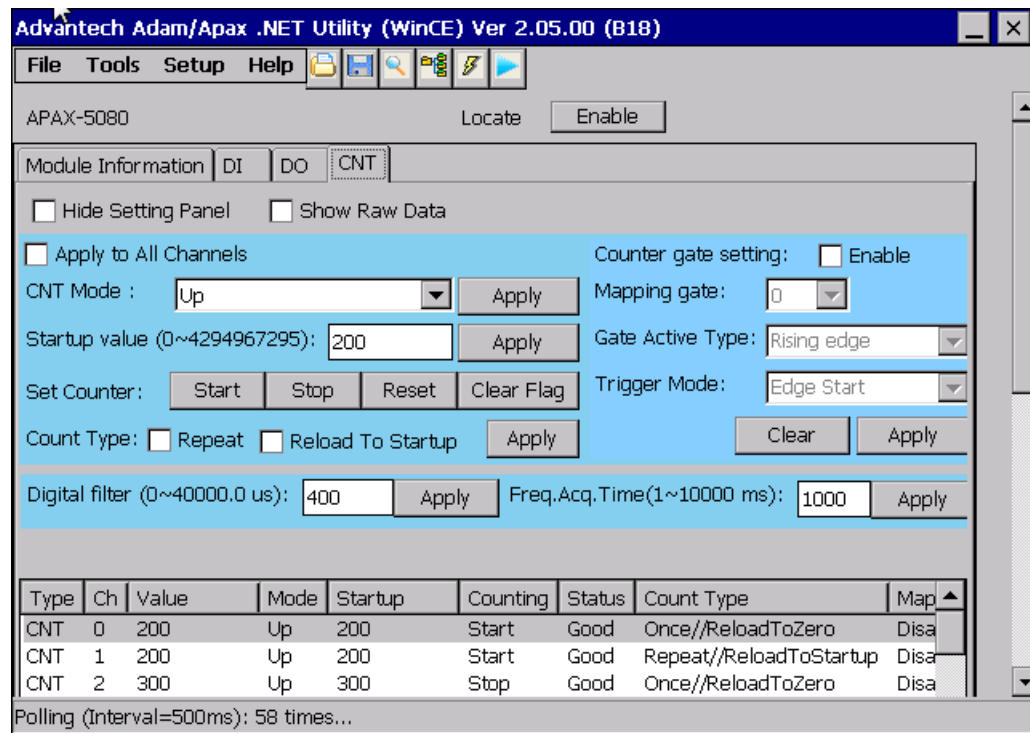 Advantech Adam/Apax .NET Utility (WinCE) Ver 2.05.00 (B18)
File Tools Setup Help
APAX-5080 Locate Enable
Module Information DI DO CNT
Hide Setting Panel Show Raw Data
Apply to All Channels Counter gate setting: Enable
CNT Mode : Up Apply Mapping gate: 0
Startup value (0~4294967295): 200 Apply Gate Active Type: Rising edge
Set Counter: Start Stop Reset Clear Flag Trigger Mode: Edge Start
Count Type: Repeat Reload To Startup Apply Clear Apply
Digital filter (0~40000.0 us): 400 Apply Freq.Acq.Time(1~10000 ms): 1000 Apply
Type Ch Value Mode Startup Counting Status Count Type Map
CNT 0 200 Up 200 Start Good Once//ReloadToZero Disa
CNT 1 200 Up 200 Start Good Repeat//ReloadToStartup Disa
CNT 2 300 Up 300 Stop Good Once//ReloadToZero Disa
Polling (Interval=500ms): 58 times...